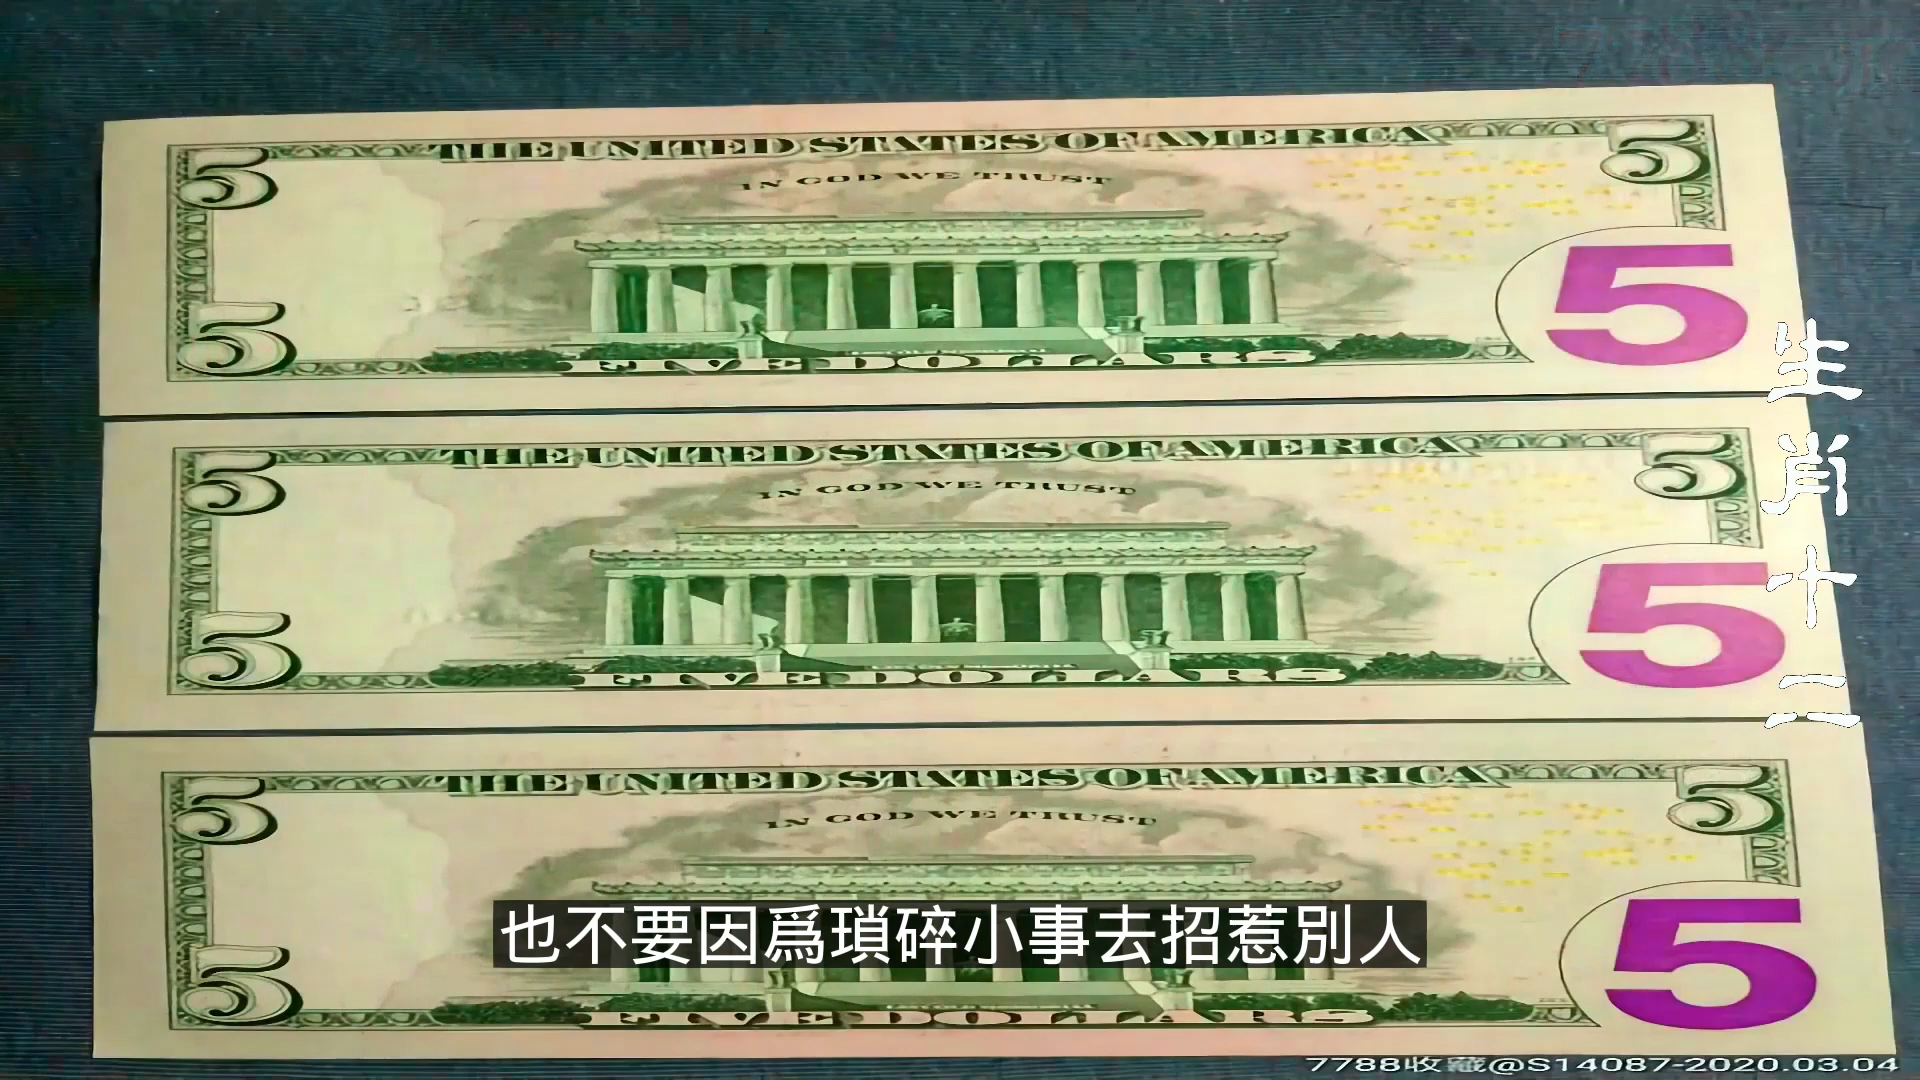 THE UNITED STATES OF AMERICA
5
5
IN GOD WE TRUST
5
5
FIVE DOLLARS
THE UNITED STATES OF AMERICA
5
5
IN GOD WE TRUST
5
5
FIVE DOLLARS
THE UNITED STATES OF AMERICA
5
5
IN GOD WE TRUST
5
5
FIVE DOLLARS
生肖十二
也不要因爲瑣碎小事去招惹別人
7788收藏@S14087-2020.03.04